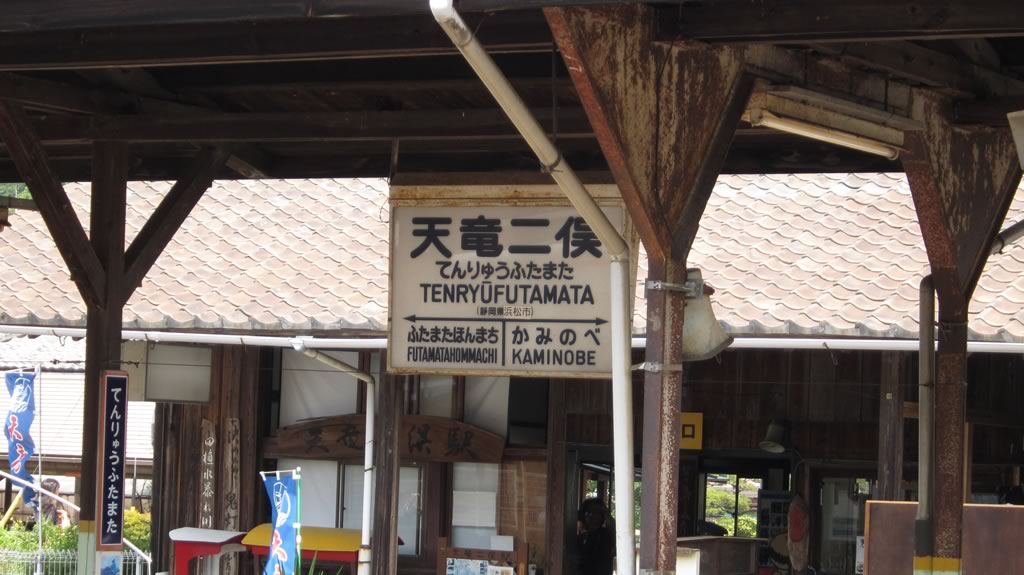 天竜二俣
てんりゅうふたまた
TENRYŪFUTAMATA
(静岡県浜松市)
ふたまたほんまち
かみのべ
FUTAMATAHOMMACHI
KAMINOBE
てんりゅうふたまた
口